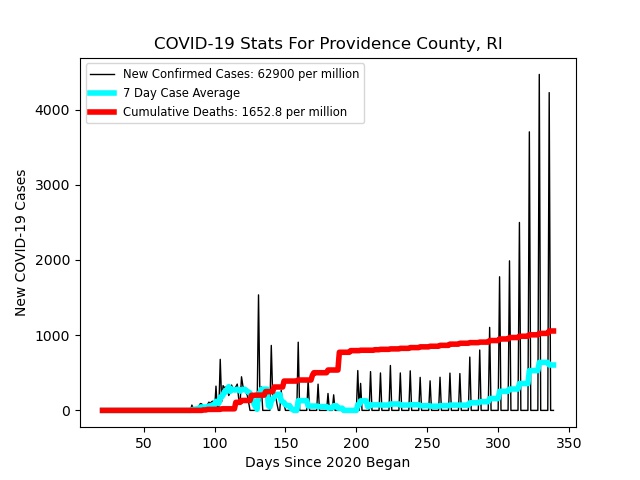 COVID-19 Stats For Providence County, RI
New Confirmed Cases: 62900 per million
7 Day Case Average
Cumulative Deaths: 1652.8 per million
New COVID-19 Cases
4000
3000
2000
1000
0
50 100 150 200 250 300 350
Days Since 2020 Began